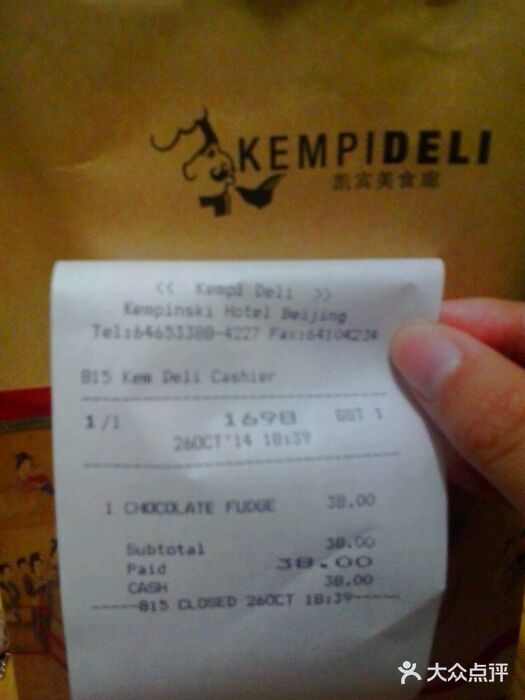 KEMPIDELI
凯宾美食廊
<< Kempi Deli >>
Kempinski Hotel Beijing
Tel:64653388-4227 Fax:64104234
815 Kem Deli Cashier
1/1 1698 GST 1
26OCT'14 18:39
1 CHOCOLATE FUDGE 38.00
Subtotal 38.00
Paid 38.00
CASH 38.00
-----815 CLOSED 26OCT 18:39-----
大众点评